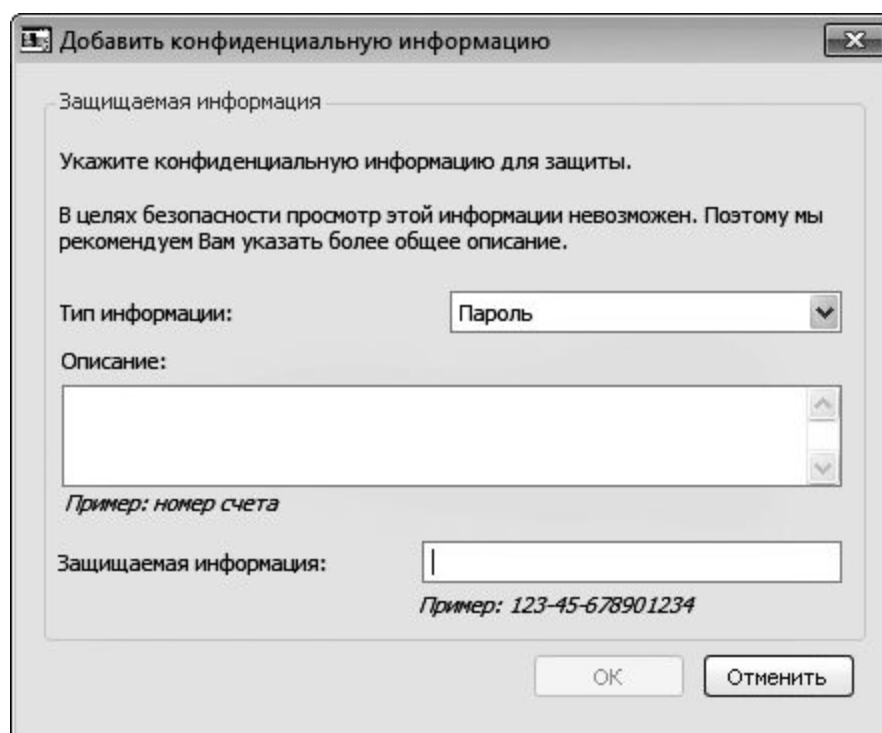 Добавить конфиденциальную информацию
Защищаемая информация
Укажите конфиденциальную информацию для защиты.
В целях безопасности просмотр этой информации невозможен. Поэтому мы
рекомендуем Вам указать более общее описание.
Тип информации: Пароль
Описание:
Пример: номер счета
Защищаемая информация:
Пример: 123-45-678901234
ОК Отменить